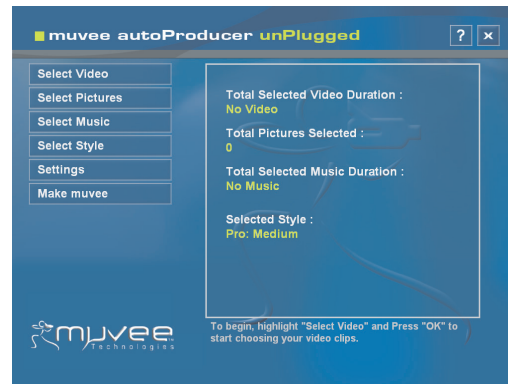 muvee autoProducer unPlugged
? ×
Select Video
Select Pictures
Select Music
Select Style
Settings
Make muvee
Total Selected Video Duration :
No Video
Total Pictures Selected :
0
Total Selected Music Duration :
No Music
Selected Style :
Pro: Medium
muvee
Technologies
To begin, highlight "Select Video" and Press "OK" to
start choosing your video clips.